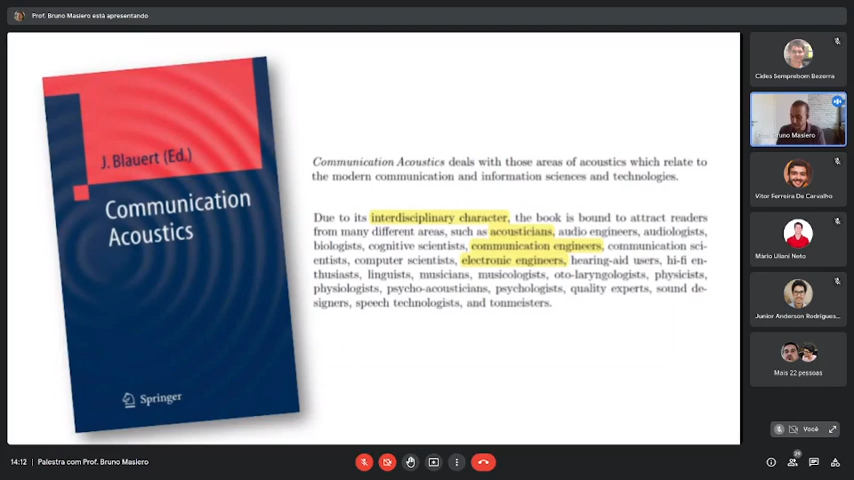 Prof. Bruno Masiero está apresentando
J. Blauert (Ed.)
Communication
Acoustics
Springer
Communication Acoustics deals with those areas of acoustics which relate to
the modern communication and information sciences and technologies.
Due to its interdisciplinary character, the book is bound to attract readers
from many different areas, such as acousticians, audio engineers, audiologists,
biologists, cognitive scientists, communication engineers, communication sci-
entists, computer scientists, electronic engineers, hearing-aid users, hi-fi en-
thusiasts, linguists, musicians, musicologists, oto-laryngologists, physicists,
physiologists, psycho-acousticians, psychologists, quality experts, sound de-
signers, speech technologists, and tonmeisters.
Cides Semprebom Bezerra
Bruno Masiero
Vitor Ferreira De Carvalho
Mario Uliani Neto
Junior Anderson Rodrigues...
Mais 22 pessoas
Você
14:12 | Palestra com Prof. Bruno Masiero